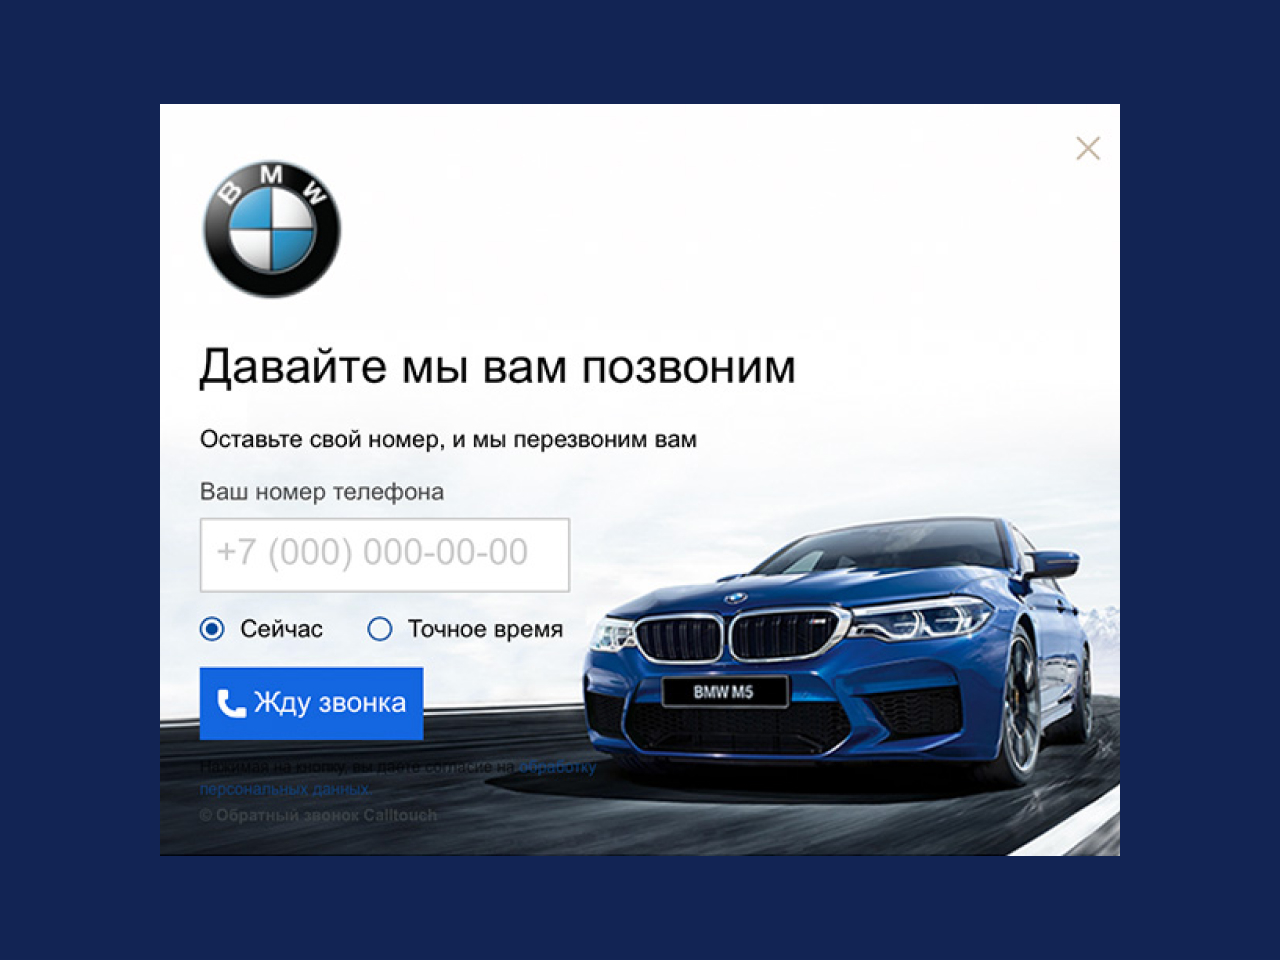 BMW
Давайте мы вам позвоним
Оставьте свой номер, и мы перезвоним вам
Ваш номер телефона
+7 (000) 000-00-00
Сейчас Точное время
Жду звонка
BMW M5
Нажимая на кнопку, вы даете согласие на обработку
персональных данных.
© Обратный звонок Calltouch